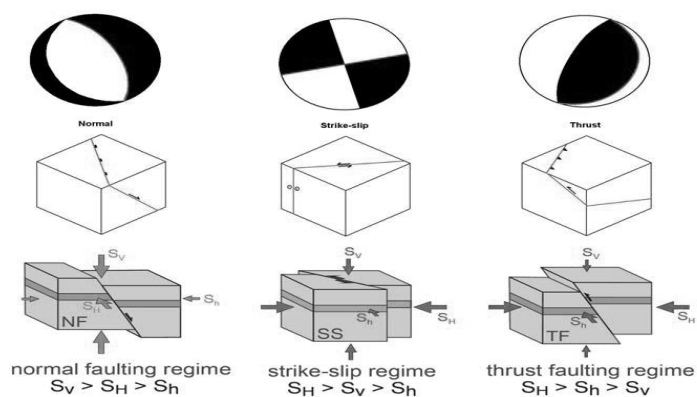 Normal
Strike-slip
Thrust
Sv
SH
Sh
NF
Sv
Sh
SH
SS
Sv
Sh
SH
TF
normal faulting regime
Sv > SH > Sh
strike-slip regime
SH > Sv > Sh
thrust faulting regime
SH > Sh > Sv